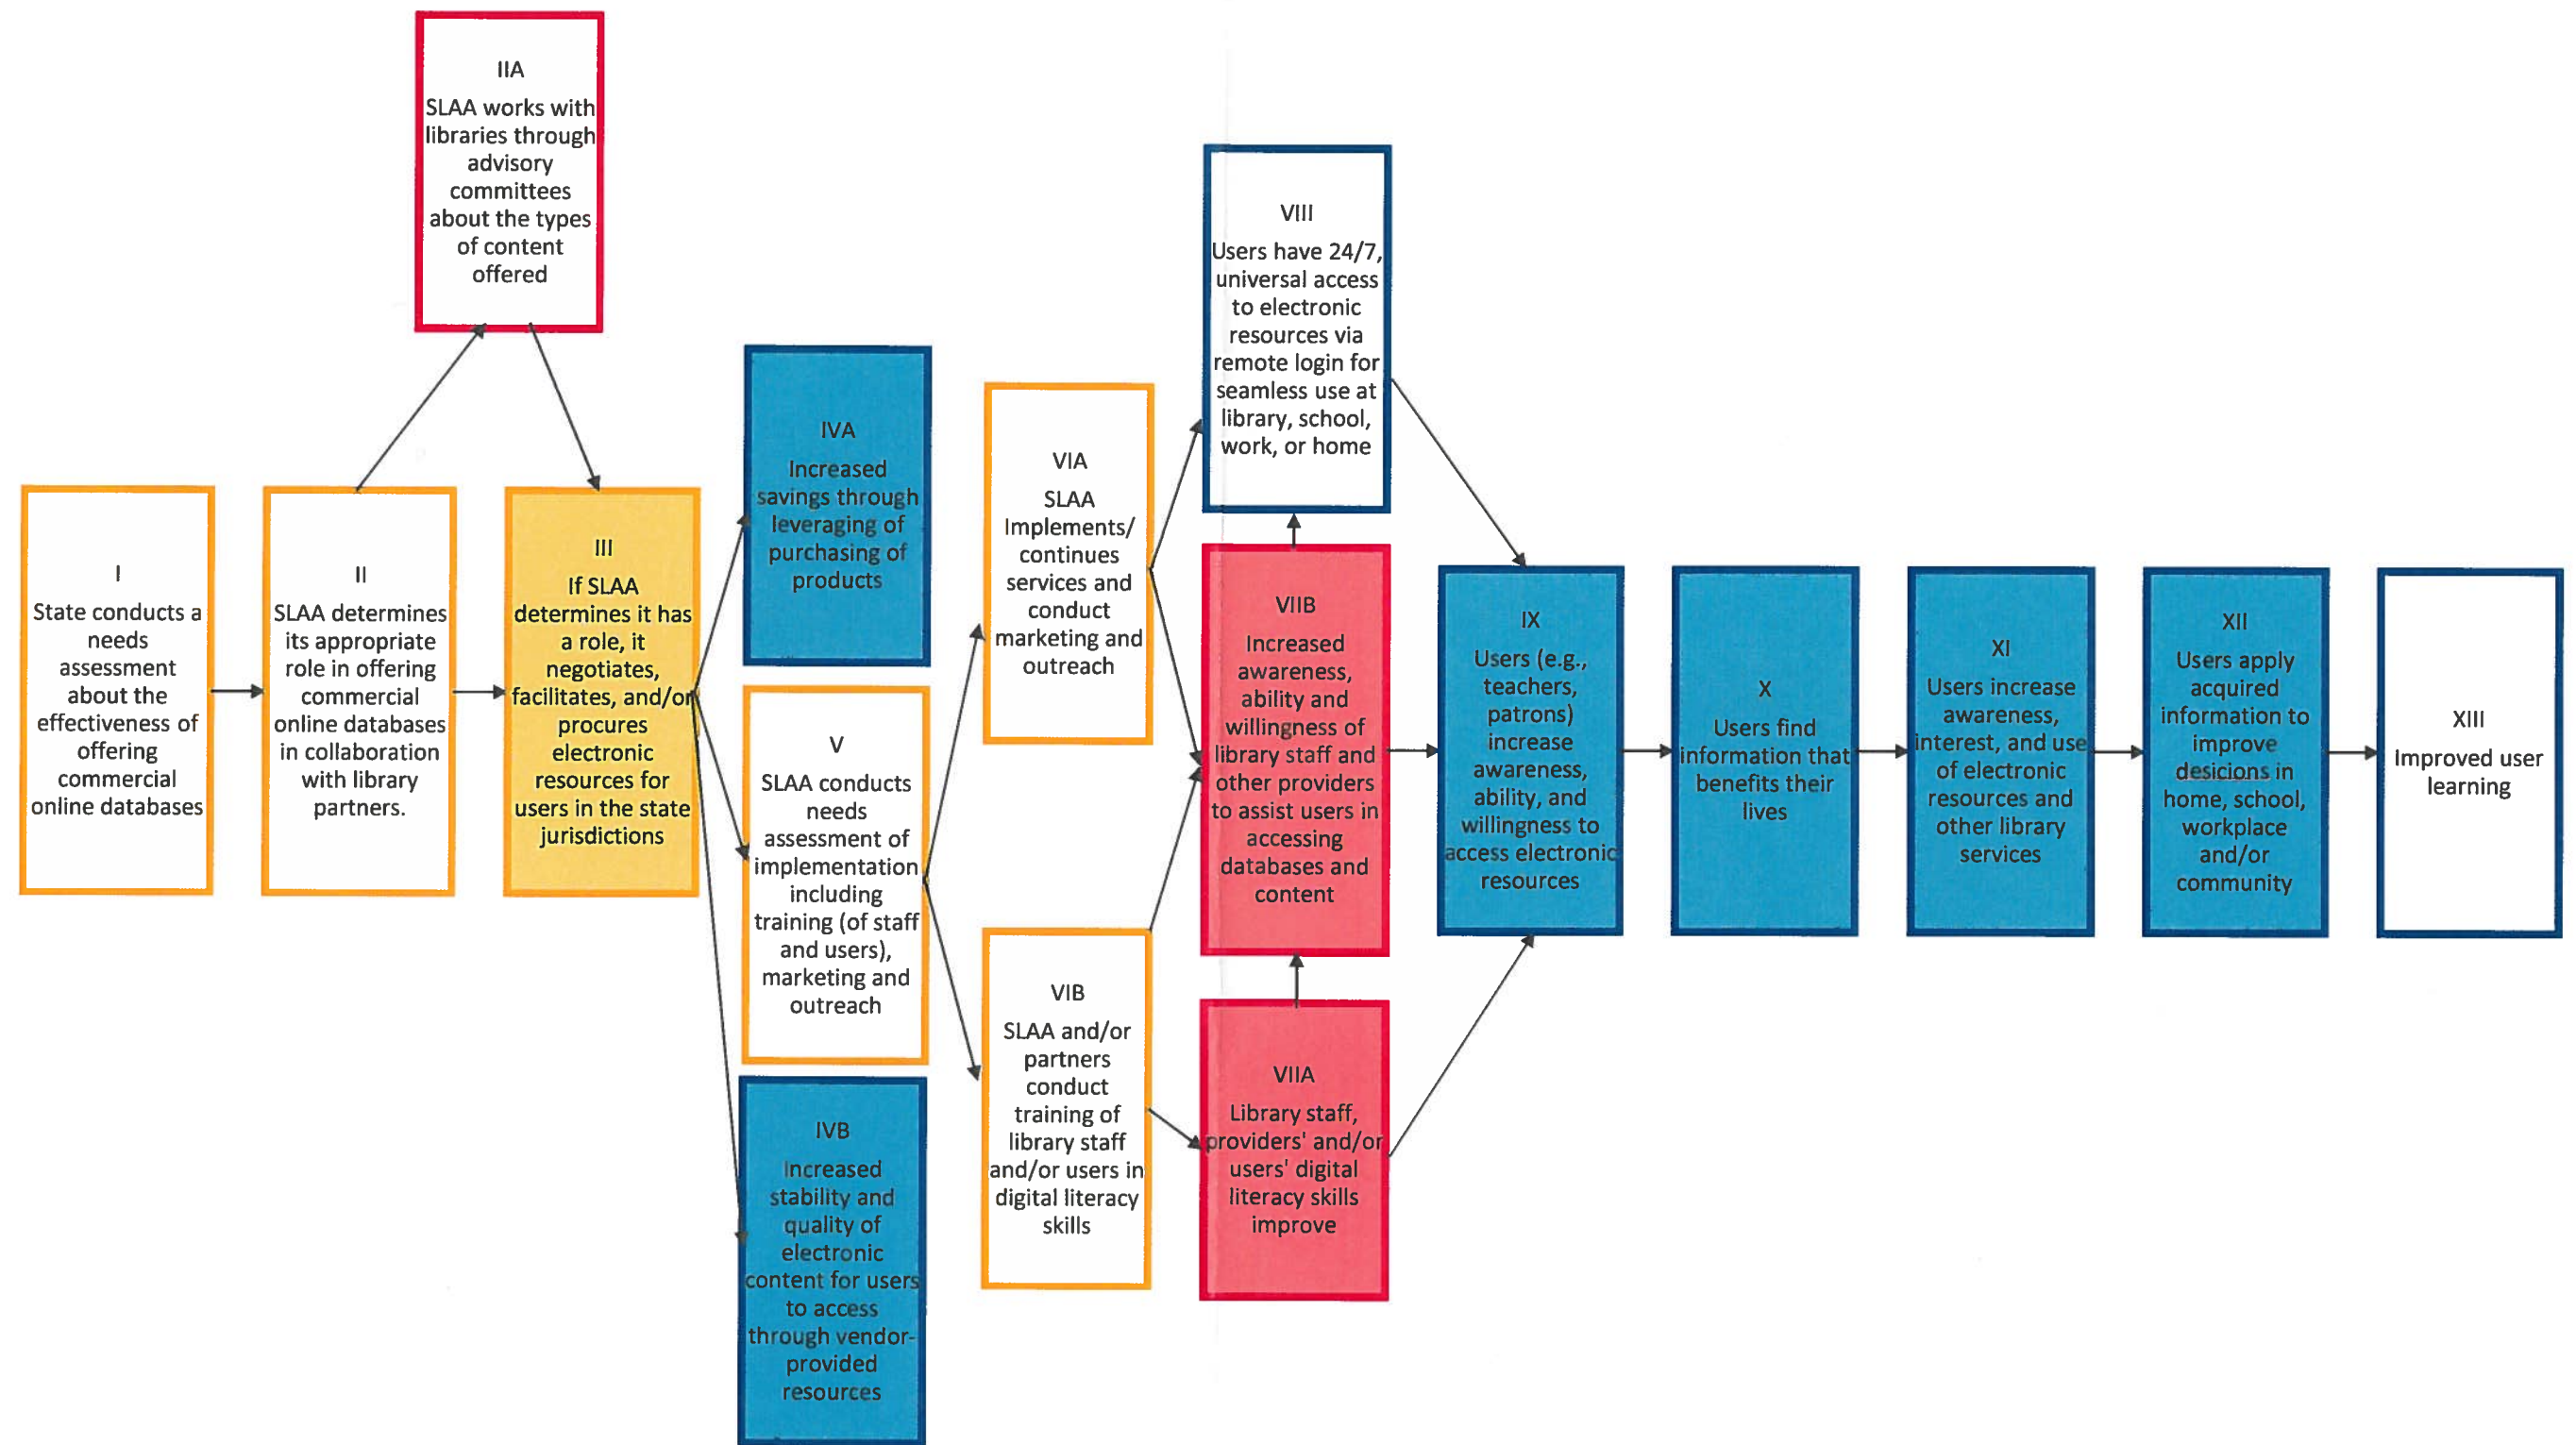 IIA
SLAA works with
libraries through
advisory
committees
about the types
of content
offered
I
State conducts a
needs
assessment
about the
effectiveness of
offering
commercial
online databases
II
SLAA determines
its appropriate
role in offering
commercial
online databases
in collaboration
with library
partners.
III
If SLAA
determines it has
a role, it
negotiates,
facilitates, and/or
procures
electronic
resources for
users in the state
jurisdictions
IVA
Increased
savings through
leveraging of
purchasing of
products
V
SLAA conducts
needs
assessment of
implementation
including
training (of staff
and users),
marketing and
outreach
IVB
Increased
stability and
quality of
electronic
content for users
to access
through vendor-
provided
resources
VIA
SLAA
Implements/
continues
services and
conduct
marketing and
outreach
VIB
SLAA and/or
partners
conduct
training of
library staff
and/or users in
digital literacy
skills
VIII
Users have 24/7,
universal access
to electronic
resources via
remote login for
seamless use at
library, school,
work, or home
VIIB
Increased
awareness,
ability and
willingness of
library staff and
other providers
to assist users in
accessing
databases and
content
VIIA
Library staff,
providers' and/or
users' digital
literacy skills
improve
IX
Users (e.g.,
teachers,
patrons)
increase
awareness,
ability, and
willingness to
access electronic
resources
X
Users find
information that
benefits their
lives
XI
Users increase
awareness,
interest, and use
of electronic
resources and
other library
services
XII
Users apply
acquired
information to
improve
desicions in
home, school,
workplace
and/or
community
XIII
Improved user
learning